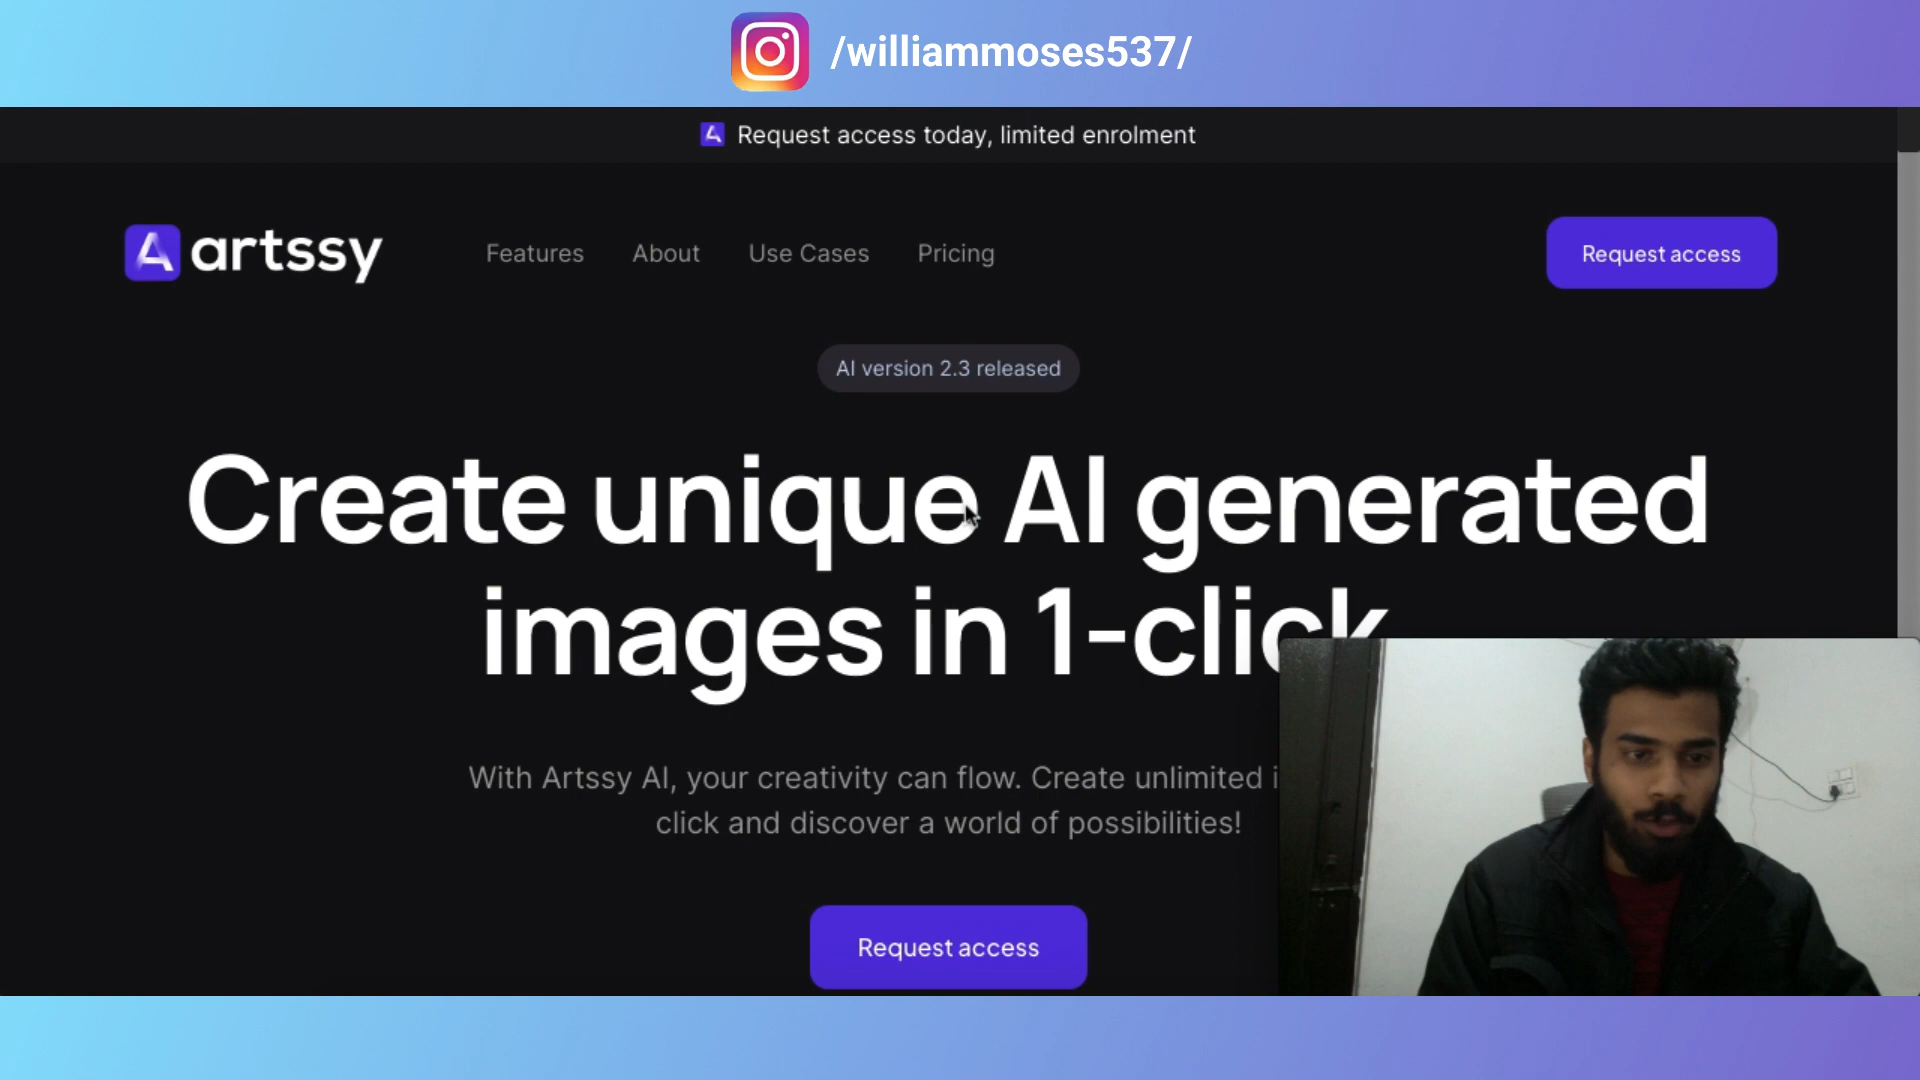 /williammoses537/
Request access today, limited enrolment
artssy
Features
About
Use Cases
Pricing
Request access
AI version 2.3 released
Create unique AI generated
images in 1-click
With Artssy AI, your creativity can flow. Create unlimited
click and discover a world of possibilities!
Request access